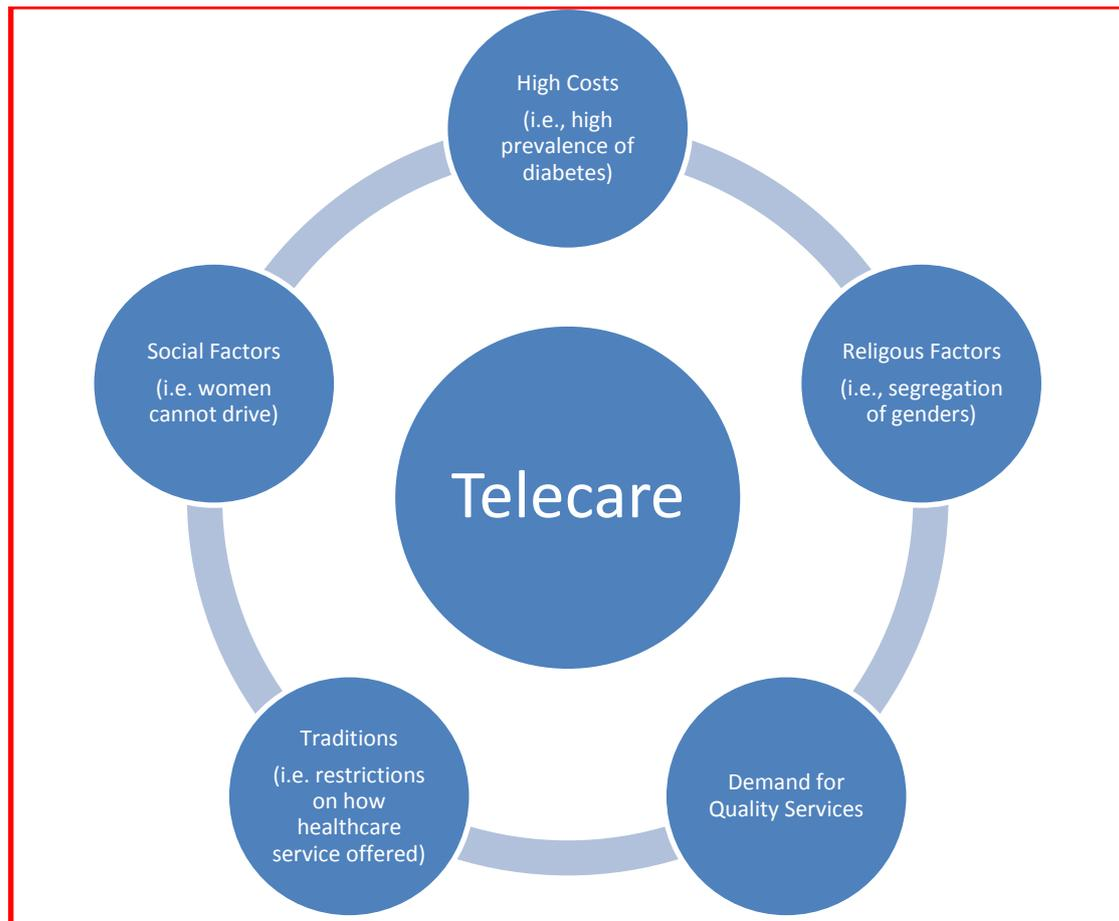 High Costs
(i.e., high
prevalence of
diabetes)
Social Factors
(i.e. women
cannot drive)
Religous Factors
(i.e., segregation
of genders)
Telecare
Traditions
(i.e. restrictions
on how
healthcare
service offered)
Demand for
Quality Services